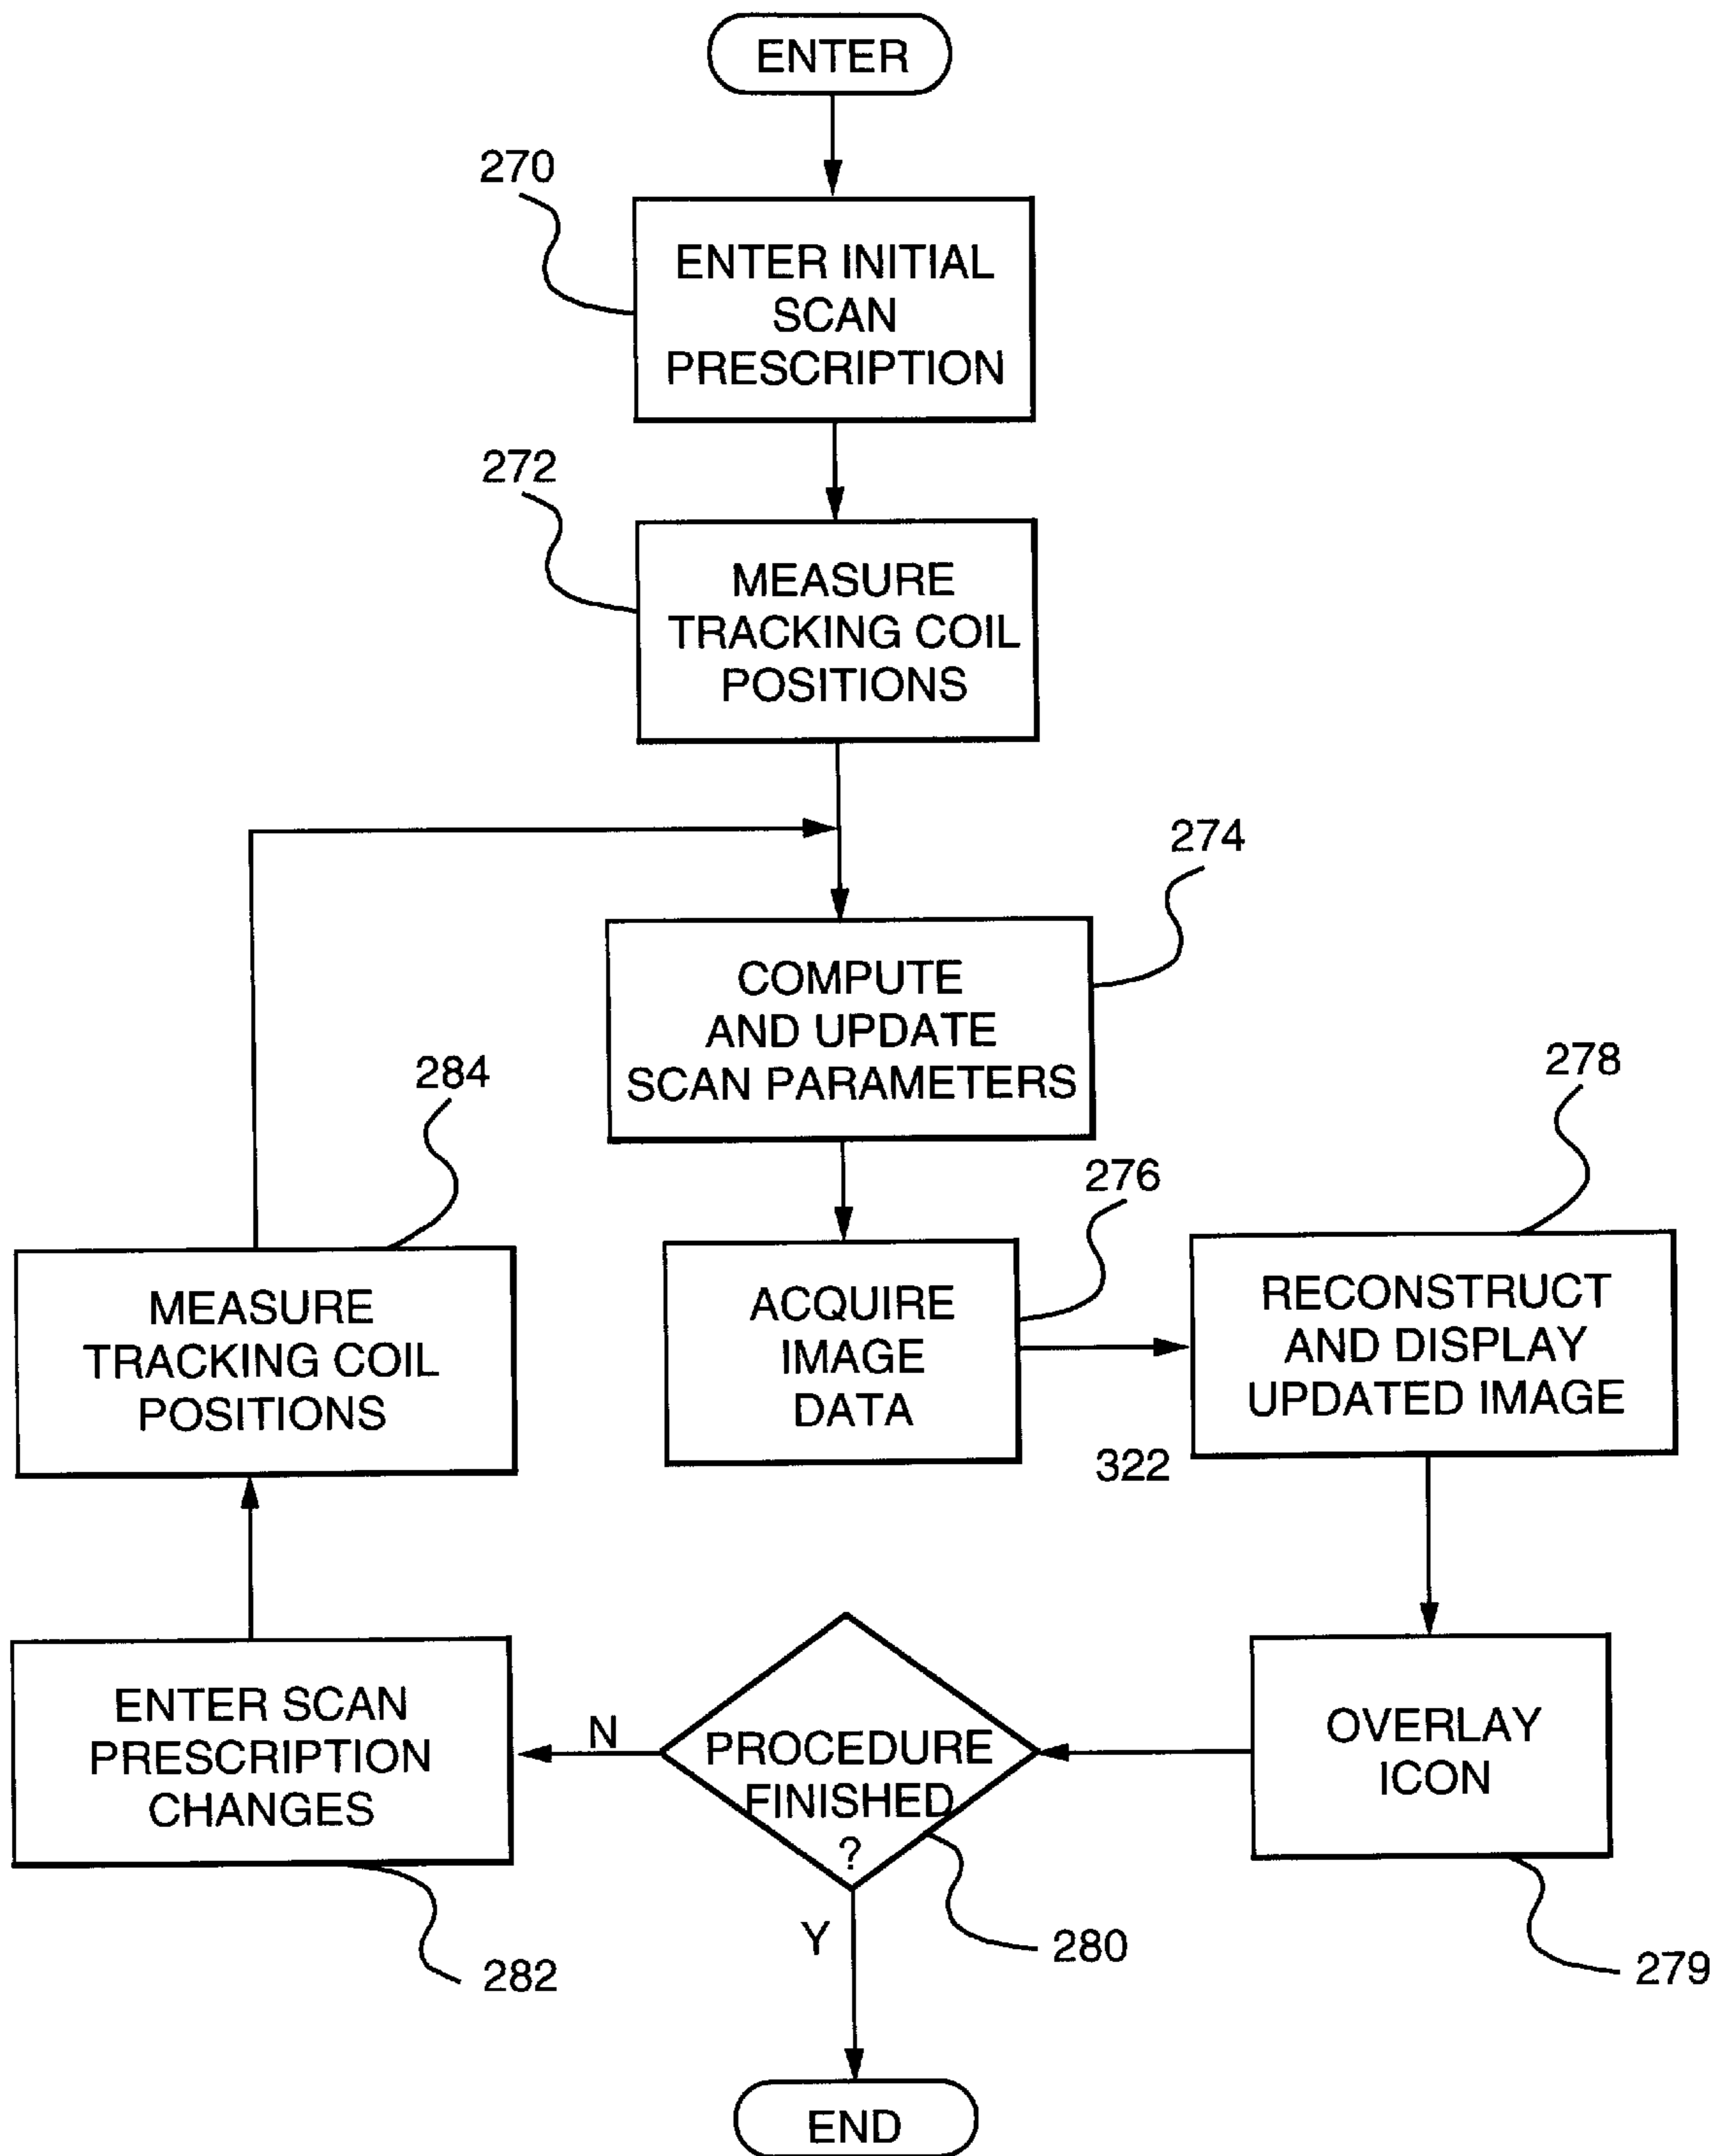 ENTER
270
ENTER INITIAL
SCAN
PRESCRIPTION
272
MEASURE
TRACKING COIL
POSITIONS
274
COMPUTE
AND UPDATE
SCAN PARAMETERS
276
ACQUIRE
IMAGE
DATA
278
RECONSTRUCT
AND DISPLAY
UPDATED IMAGE
322
OVERLAY
ICON
279
PROCEDURE
FINISHED
?
280
N
Y
ENTER SCAN
PRESCRIPTION
CHANGES
282
284
MEASURE
TRACKING COIL
POSITIONS
END